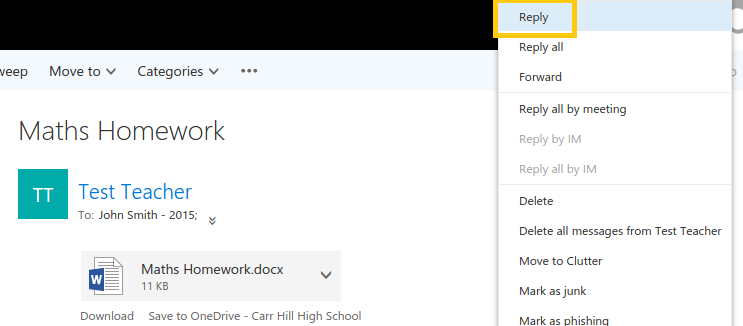 weep Move to Categories •••
Maths Homework
TT
Test Teacher
To: John Smith - 2015;
W
Maths Homework.docx
11 KB
Download Save to OneDrive - Carr Hill High School
Reply
Reply all
Forward
Reply all by meeting
Reply by IM
Reply all by IM
Delete
Delete all messages from Test Teacher
Move to Clutter
Mark as junk
Mark as phishing